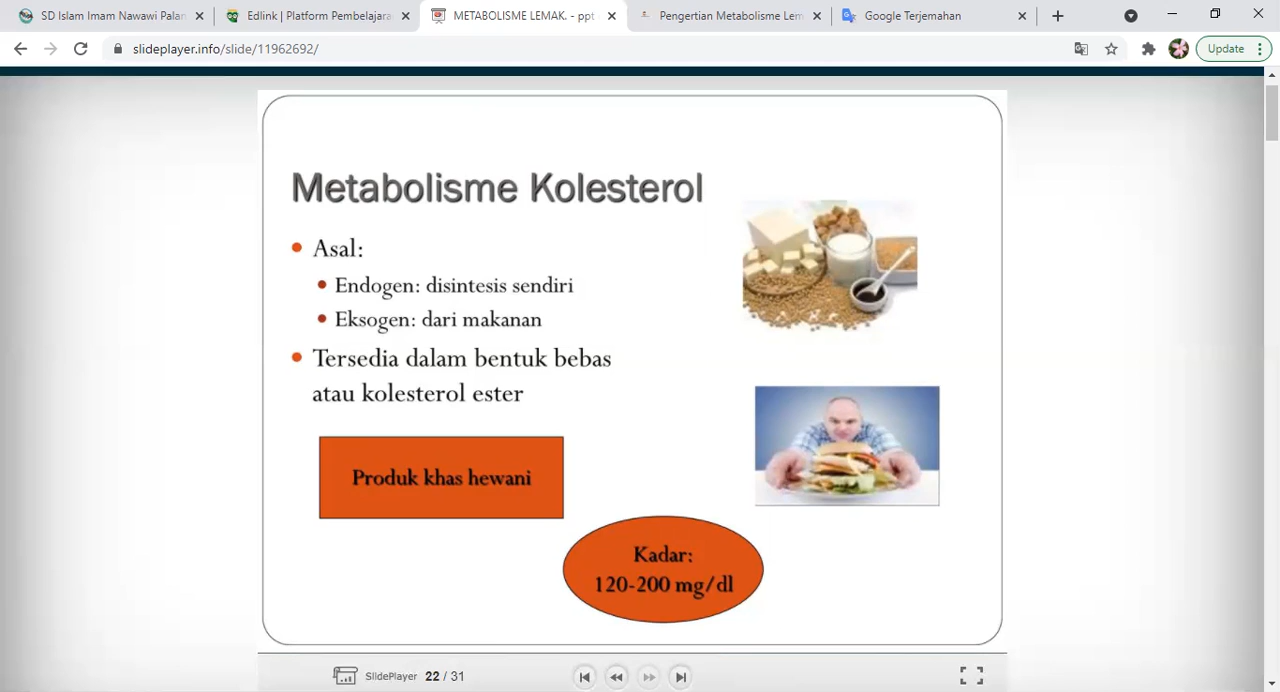 SD Islam Imam Nawawi Palan
Edlink | Platform Pembelajara
METABOLISME LEMAK. - ppt
Pengertian Metabolisme Lem
Google Terjemahan
slideplayer.info/slide/11962692/
Update
Metabolisme Kolesterol
Asal:
Endogen: disintesis sendiri
Eksogen: dari makanan
Tersedia dalam bentuk bebas
atau kolesterol ester
Produk khas hewani
Kadar:
120-200 mg/dl
SlidePlayer 22 / 31